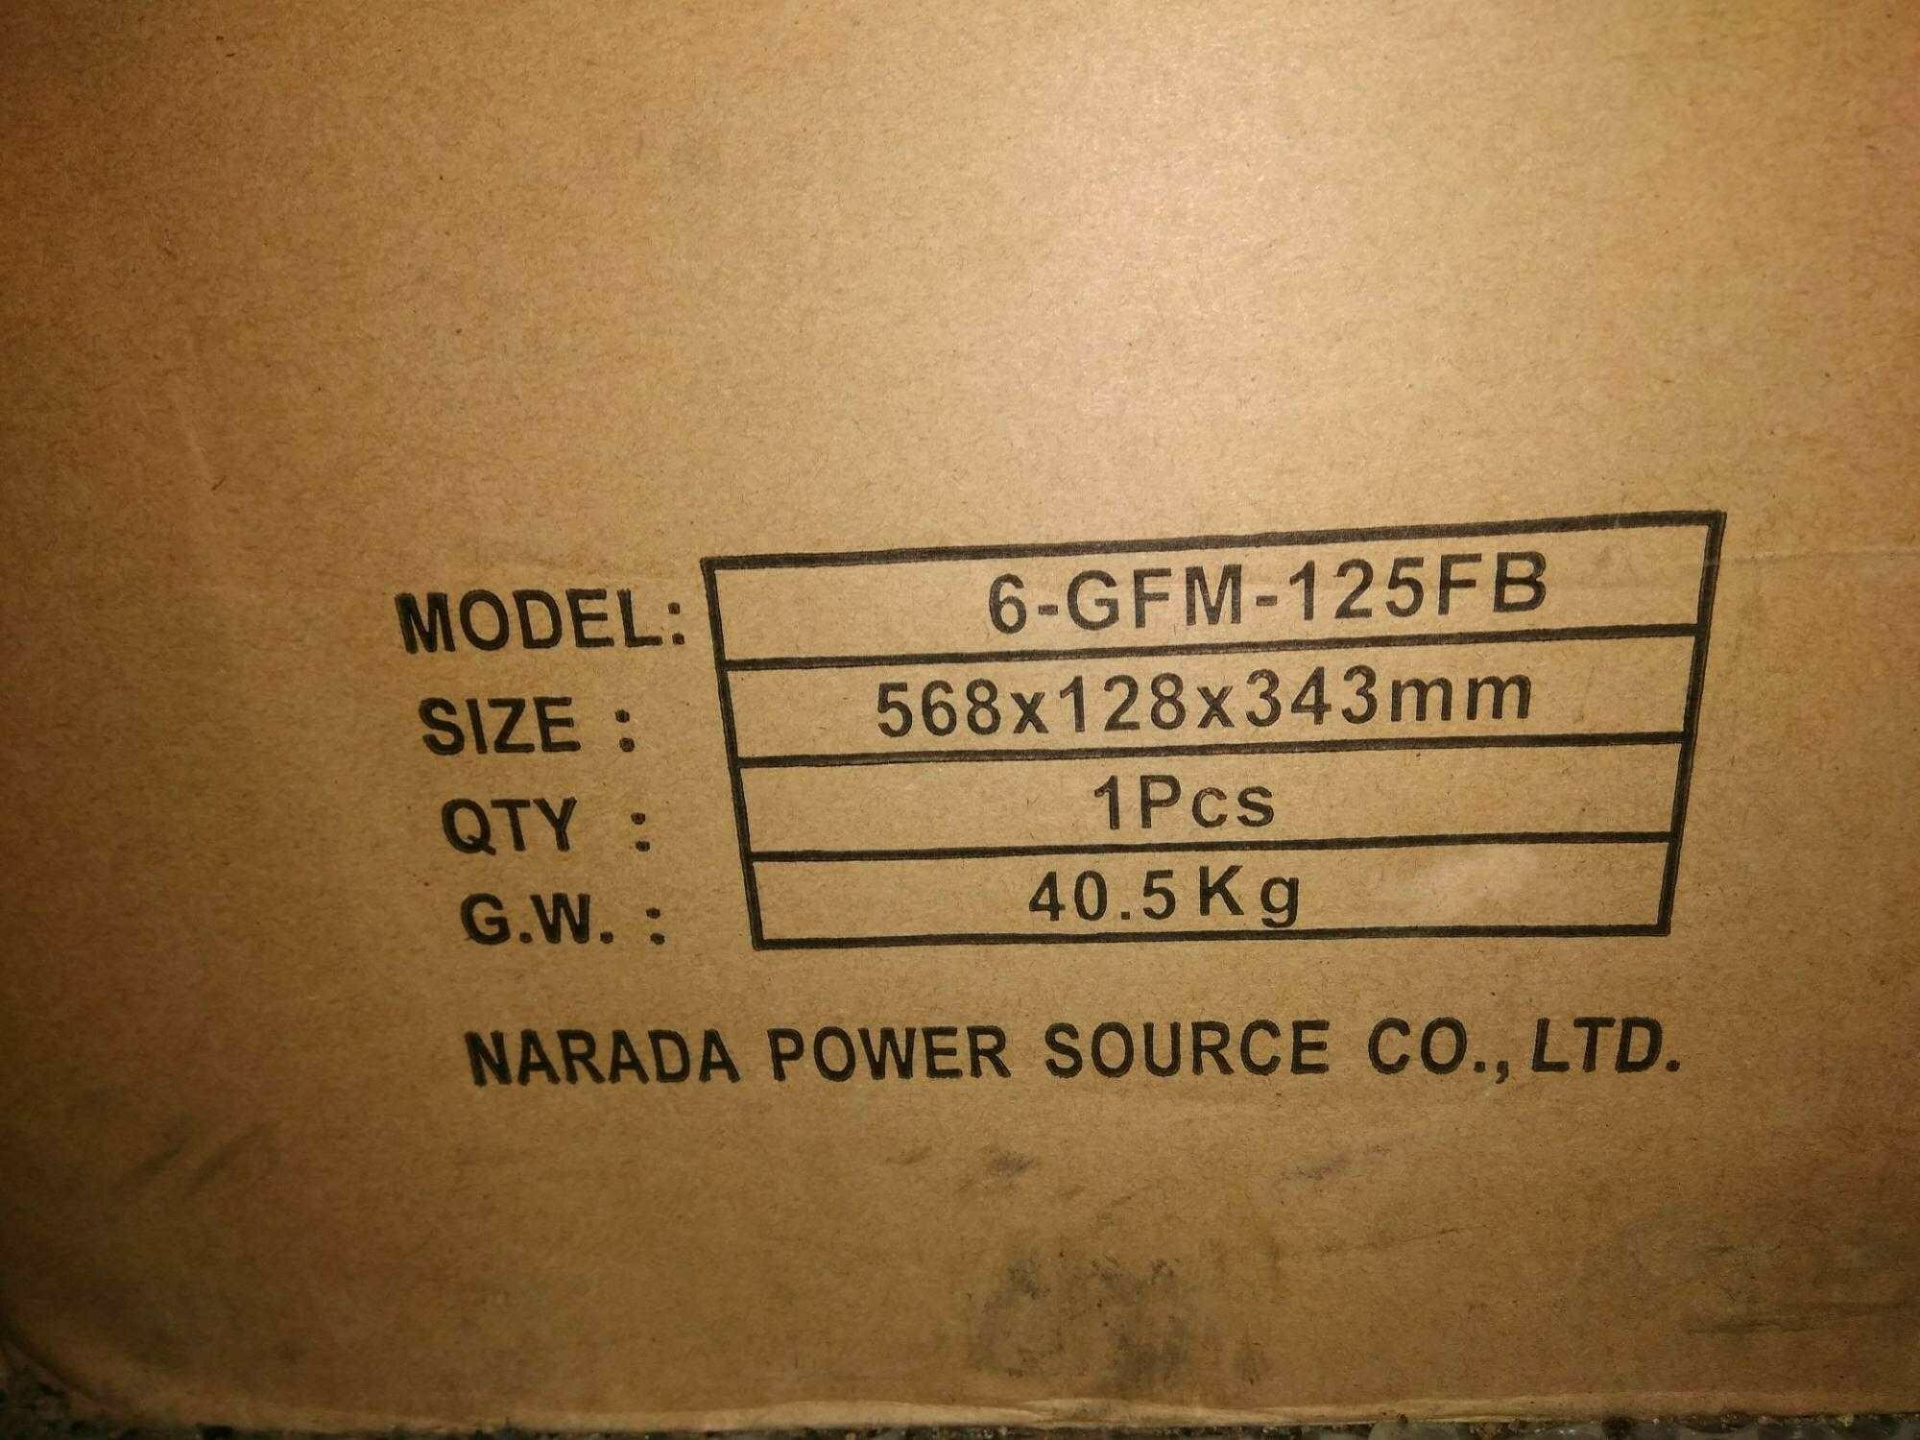 MODEL: 6-GFM-125FB
SIZE : 568x128x343mm
QTY : 1Pcs
G.W. : 40.5Kg
NARADA POWER SOURCE CO., LTD.